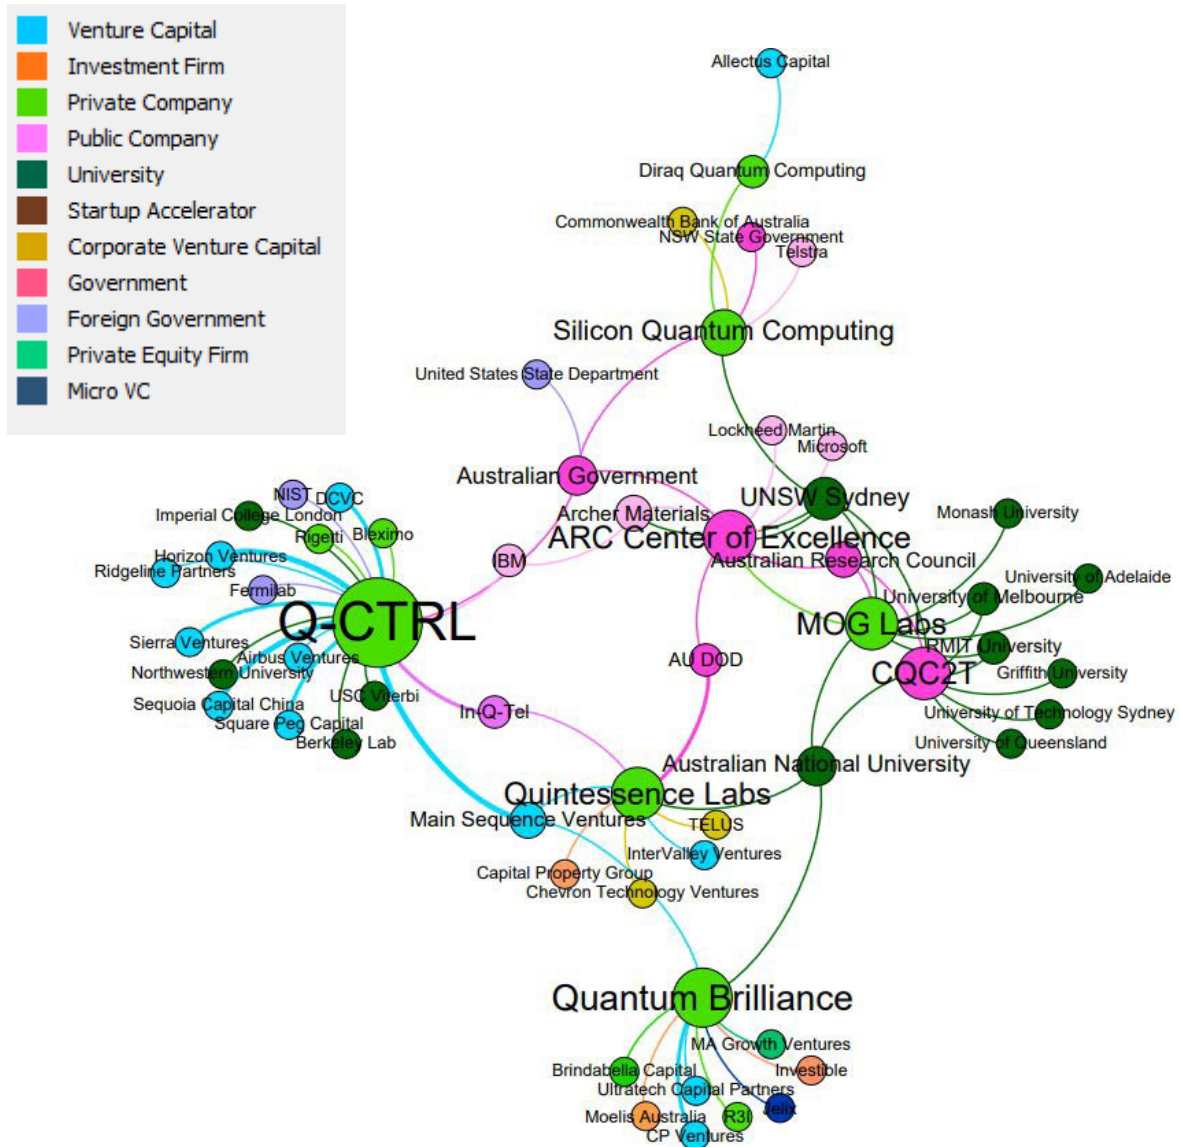 Venture Capital
Investment Firm
Private Company
Public Company
University
Startup Accelerator
Corporate Venture Capital
Government
Foreign Government
Private Equity Firm
Micro VC
Allectus Capital
Diraq Quantum Computing
Commonwealth Bank of Australia
NSW State Government
Telstra
Silicon Quantum Computing
United States State Department
Lockheed Martin
Microsoft
Australian Government
UNSW Sydney
NIST
DCVC
Imperial College London
Archer Materials
Monash University
Rigetti
Bleximo
ARC Center of Excellence
Horizon Ventures
IBM
Australian Research Council
Ridgeline Partners
University of Adelaide
Fermilab
University of Melbourne
Q-CTRL
MOG Labs
Sierra Ventures
RMIT University
Airbus Ventures
AU DOD
Northwestern University
CQC2T
Griffith University
USC Viterbi
Sequoia Capital China
In-Q-Tel
University of Technology Sydney
Square Peg Capital
Berkeley Lab
University of Queensland
Australian National University
Quintessence Labs
Main Sequence Ventures
TELUS
InterValley Ventures
Capital Property Group
Chevron Technology Ventures
Quantum Brilliance
MA Growth Ventures
Brindabella Capital
Investible
Ultratech Capital Partners
Jelix
Moelis Australia
R3I
CP Ventures